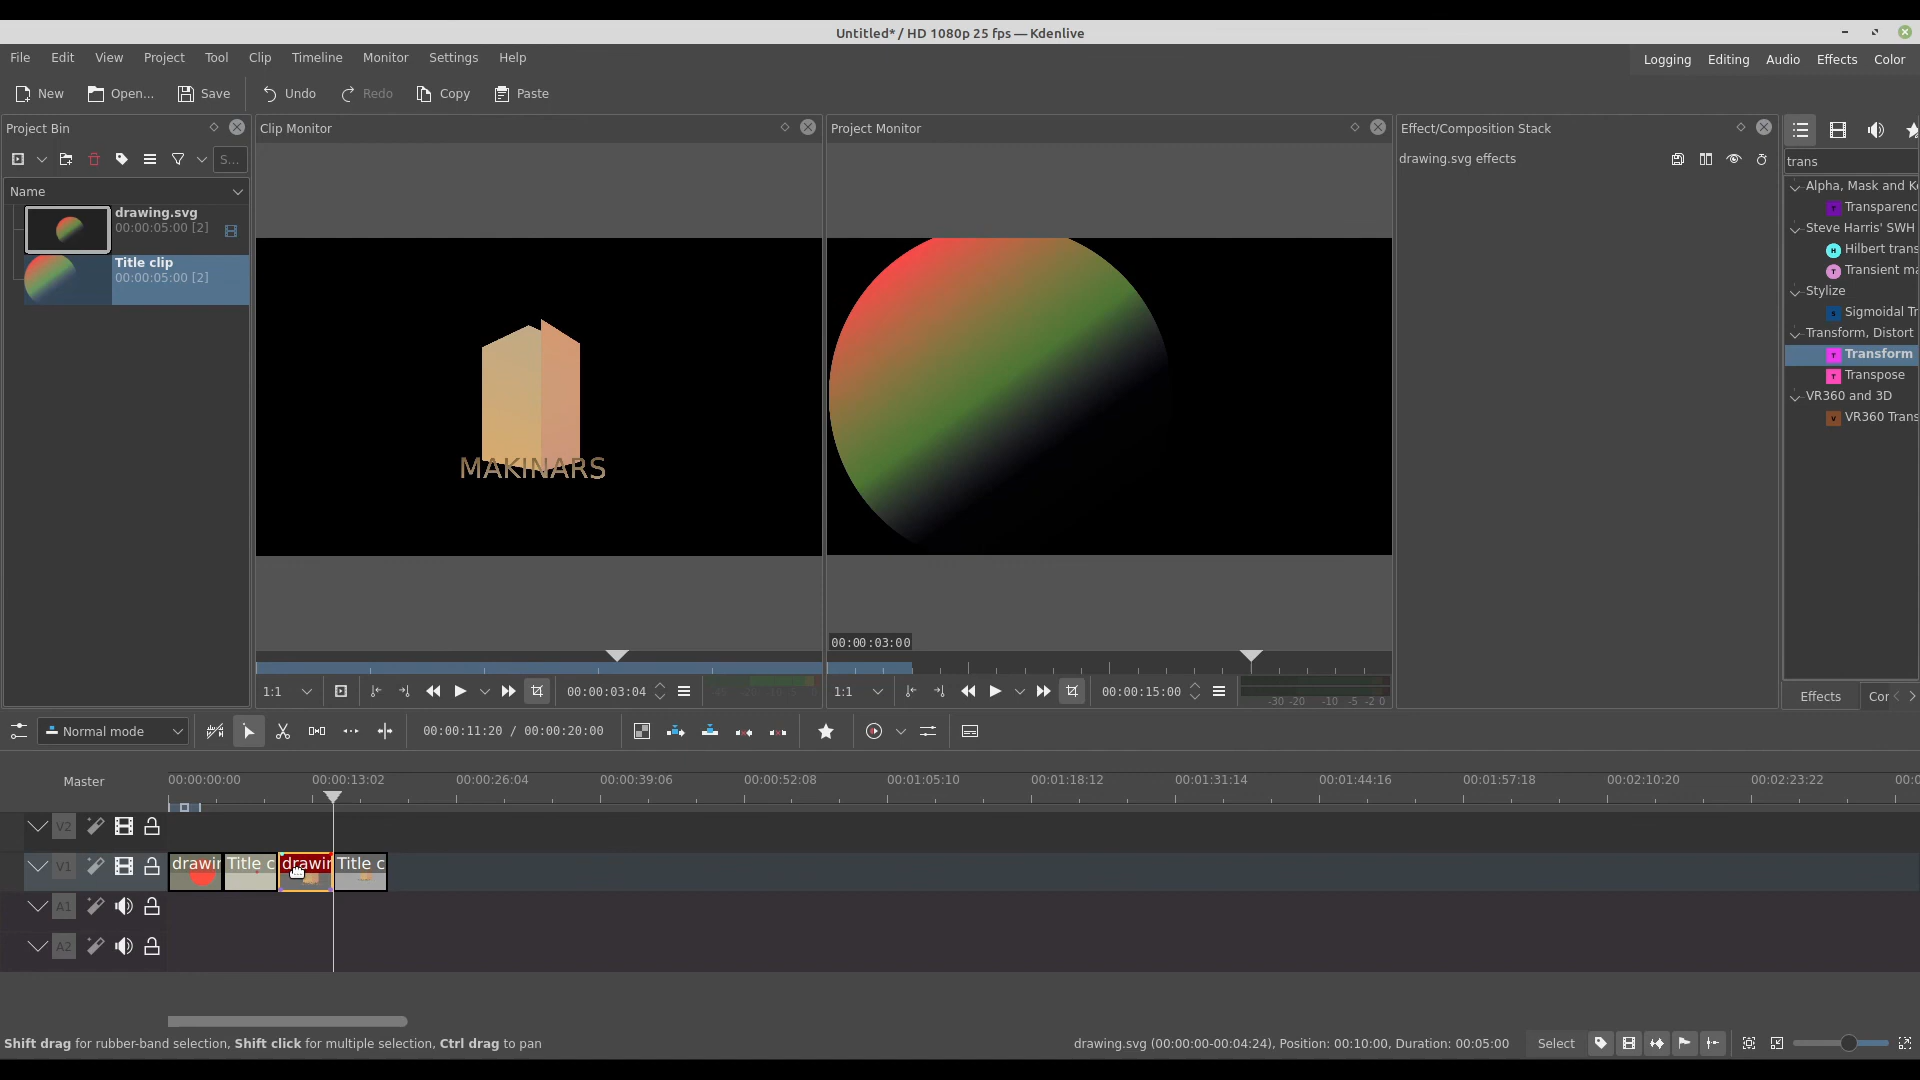 Untitled* / HD 1080p 25 fps — Kdenlive
File Edit View Project Tool Clip Timeline Monitor Settings Help
Logging Editing Audio Effects Color
New Open... Save Undo Redo Copy Paste
Project Bin
Clip Monitor
Project Monitor
Effect/Composition Stack
S...
drawing.svg effects
trans
Name
drawing.svg
00:00:05:00 [2]
Title clip
00:00:05:00 [2]
MAKINARS
Alpha, Mask and K
Transparenc
Steve Harris' SWH
Hilbert trans
Transient ma
Stylize
Sigmoidal Tr
Transform, Distort
Transform
Transpose
VR360 and 3D
VR360 Trans
00:00:03:00
1:1 00:00:03:04 -45 -20 -10 -5 0
1:1 00:00:15:00 -30 -20 -10 -5 -2 0
Effects Cor
Normal mode 00:00:11:20 / 00:00:20:00
Master
00:00:00:00 00:00:13:02 00:00:26:04 00:00:39:06 00:00:52:08 00:01:05:10 00:01:18:12 00:01:31:14 00:01:44:16 00:01:57:18 00:02:10:20 00:02:23:22 00:0
V2
V1 drawir Title c drawir Title c
A1
A2
Shift drag for rubber-band selection, Shift click for multiple selection, Ctrl drag to pan
drawing.svg (00:00:00-00:04:24), Position: 00:10:00, Duration: 00:05:00 Select